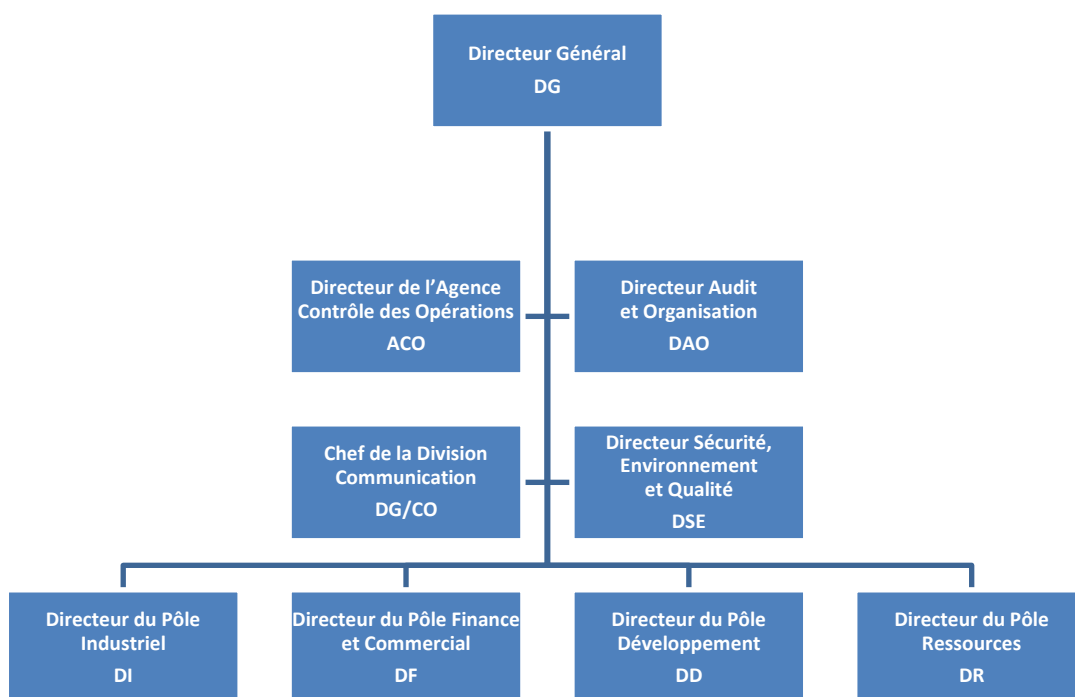 Directeur Général
DG
Directeur de l’Agence
Contrôle des Opérations
ACO
Directeur Audit
et Organisation
DAO
Chef de la Division
Communication
DG/CO
Directeur Sécurité,
Environnement
et Qualité
DSE
Directeur du Pôle
Industriel
DI
Directeur du Pôle Finance
et Commercial
DF
Directeur du Pôle
Développement
DD
Directeur du Pôle
Ressources
DR